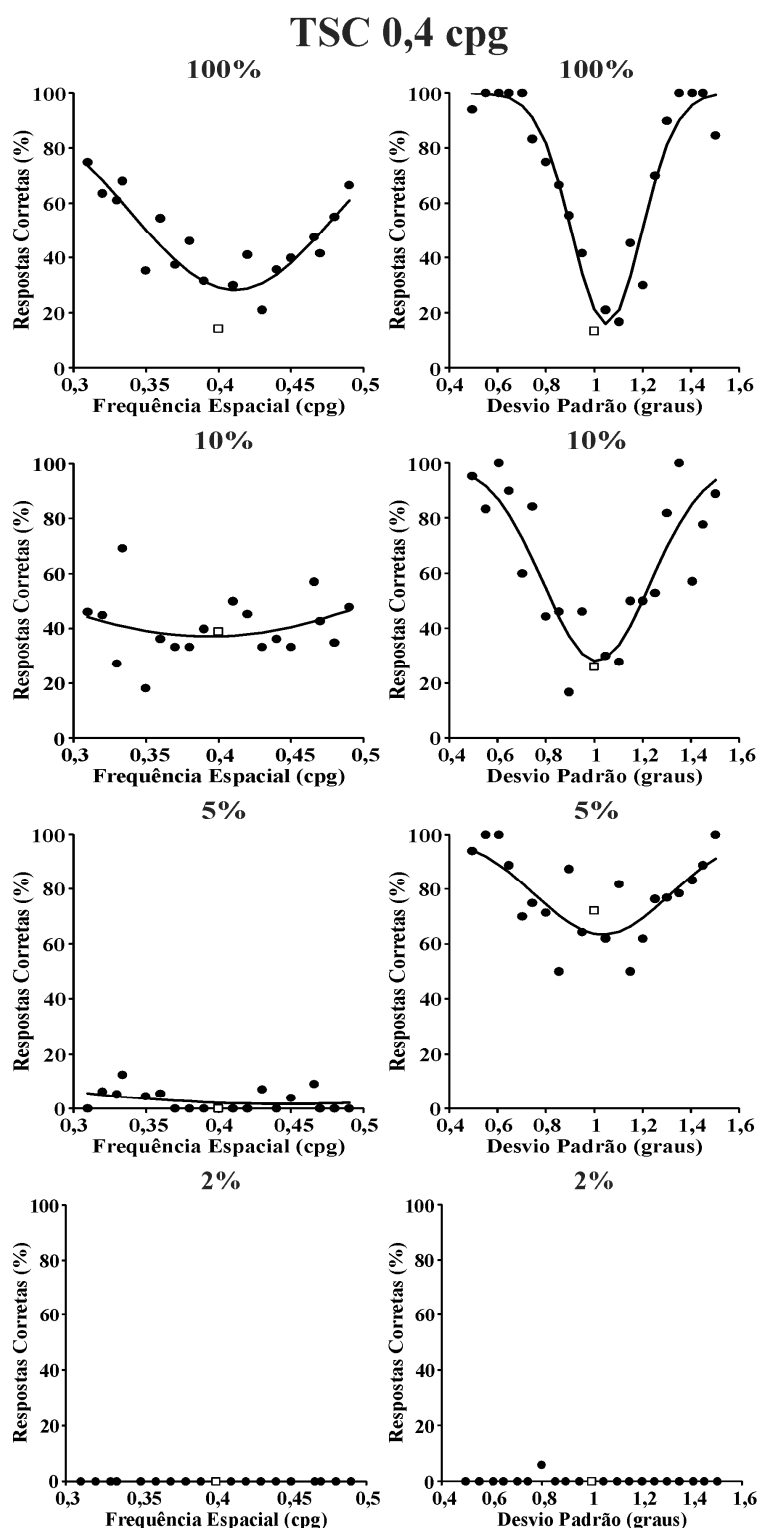 TSC 0,4 cpg
100%
100%
Respostas Corretas (%)
100
80
60
40
20
0
0,3 0,35 0,4 0,45 0,5
Frequência Espacial (cpg)
Respostas Corretas (%)
100
80
60
40
20
0
0,4 0,6 0,8 1 1,2 1,4 1,6
Desvio Padrão (graus)
10%
10%
Respostas Corretas (%)
100
80
60
40
20
0
0,3 0,35 0,4 0,45 0,5
Frequência Espacial (cpg)
Respostas Corretas (%)
100
80
60
40
20
0
0,4 0,6 0,8 1 1,2 1,4 1,6
Desvio Padrão (graus)
5%
5%
Respostas Corretas (%)
100
80
60
40
20
0
0,3 0,35 0,4 0,45 0,5
Frequência Espacial (cpg)
Respostas Corretas (%)
100
80
60
40
20
0
0,4 0,6 0,8 1 1,2 1,4 1,6
Desvio Padrão (graus)
2%
2%
Respostas Corretas (%)
100
80
60
40
20
0
0,3 0,35 0,4 0,45 0,5
Frequência Espacial (cpg)
Respostas Corretas (%)
100
80
60
40
20
0
0,4 0,6 0,8 1 1,2 1,4 1,6
Desvio Padrão (graus)